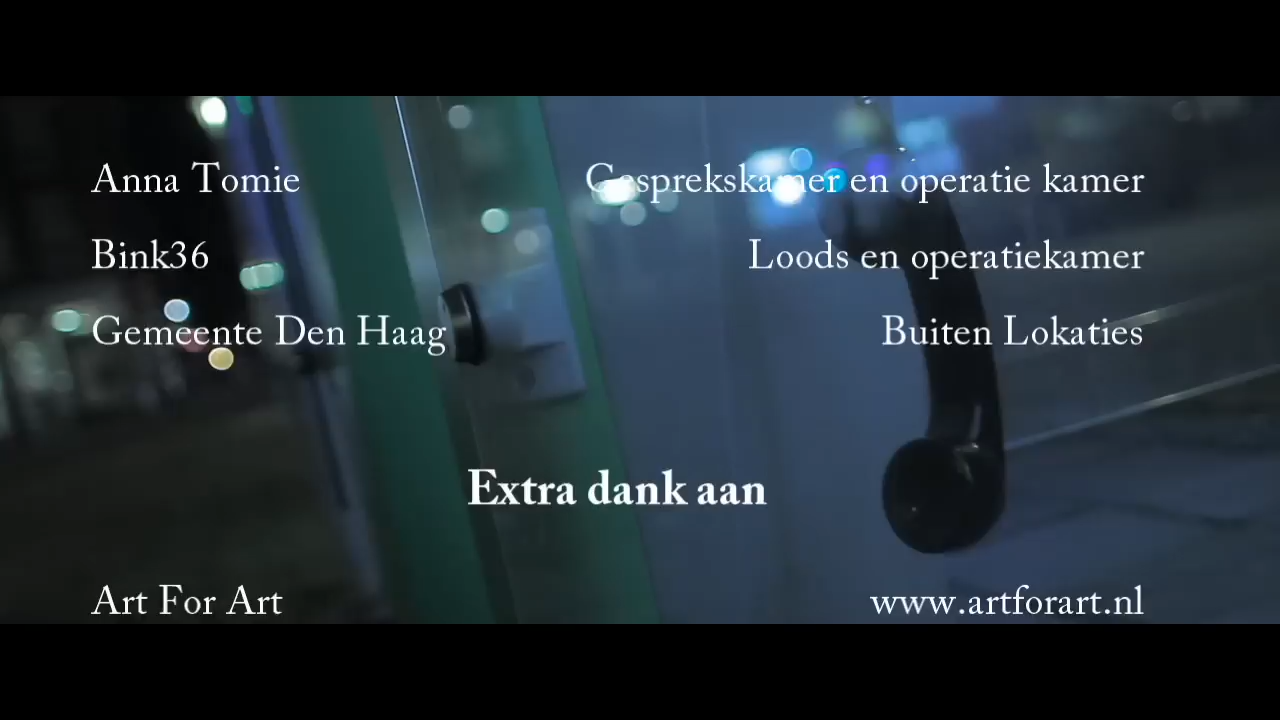 Anna Tomie Gesprekskamer en operatie kamer
Bink36 Loods en operatiekamer
Gemeente Den Haag Buiten Lokaties
Extra dank aan
Art For Art www.artforart.nl